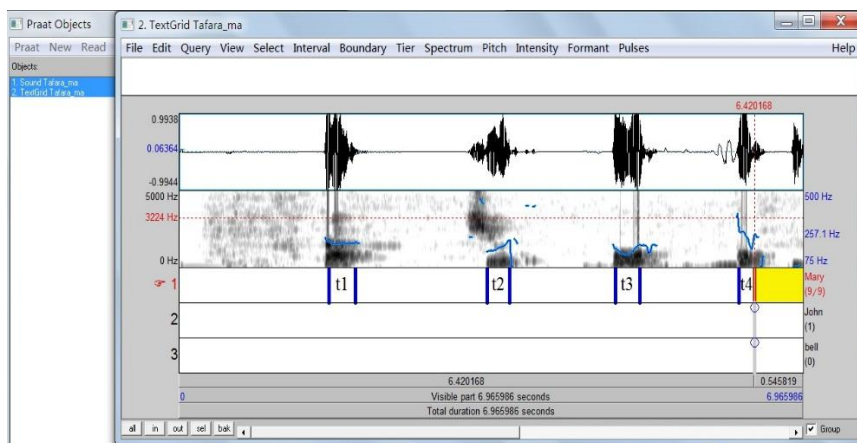 Praat Objects
Praat New Read
Objects:
1. Sound Tafara_ma
2. TextGrid Tafara_ma
2. TextGrid Tafara_ma
File Edit Query View Select Interval Boundary Tier Spectrum Pitch Intensity Formant Pulses Help
6.420168
0.9938
0.06364
-0.9944
5000 Hz 500 Hz
3224 Hz
257.1 Hz
0 Hz 75 Hz
1 t1 t2 t3 t4 Mary
(9/9)
2 John
(1)
3 bell
(0)
6.420168 0.545819
0 Visible part 6.965986 seconds 6.965986
Total duration 6.965986 seconds
all in out sel bak Group